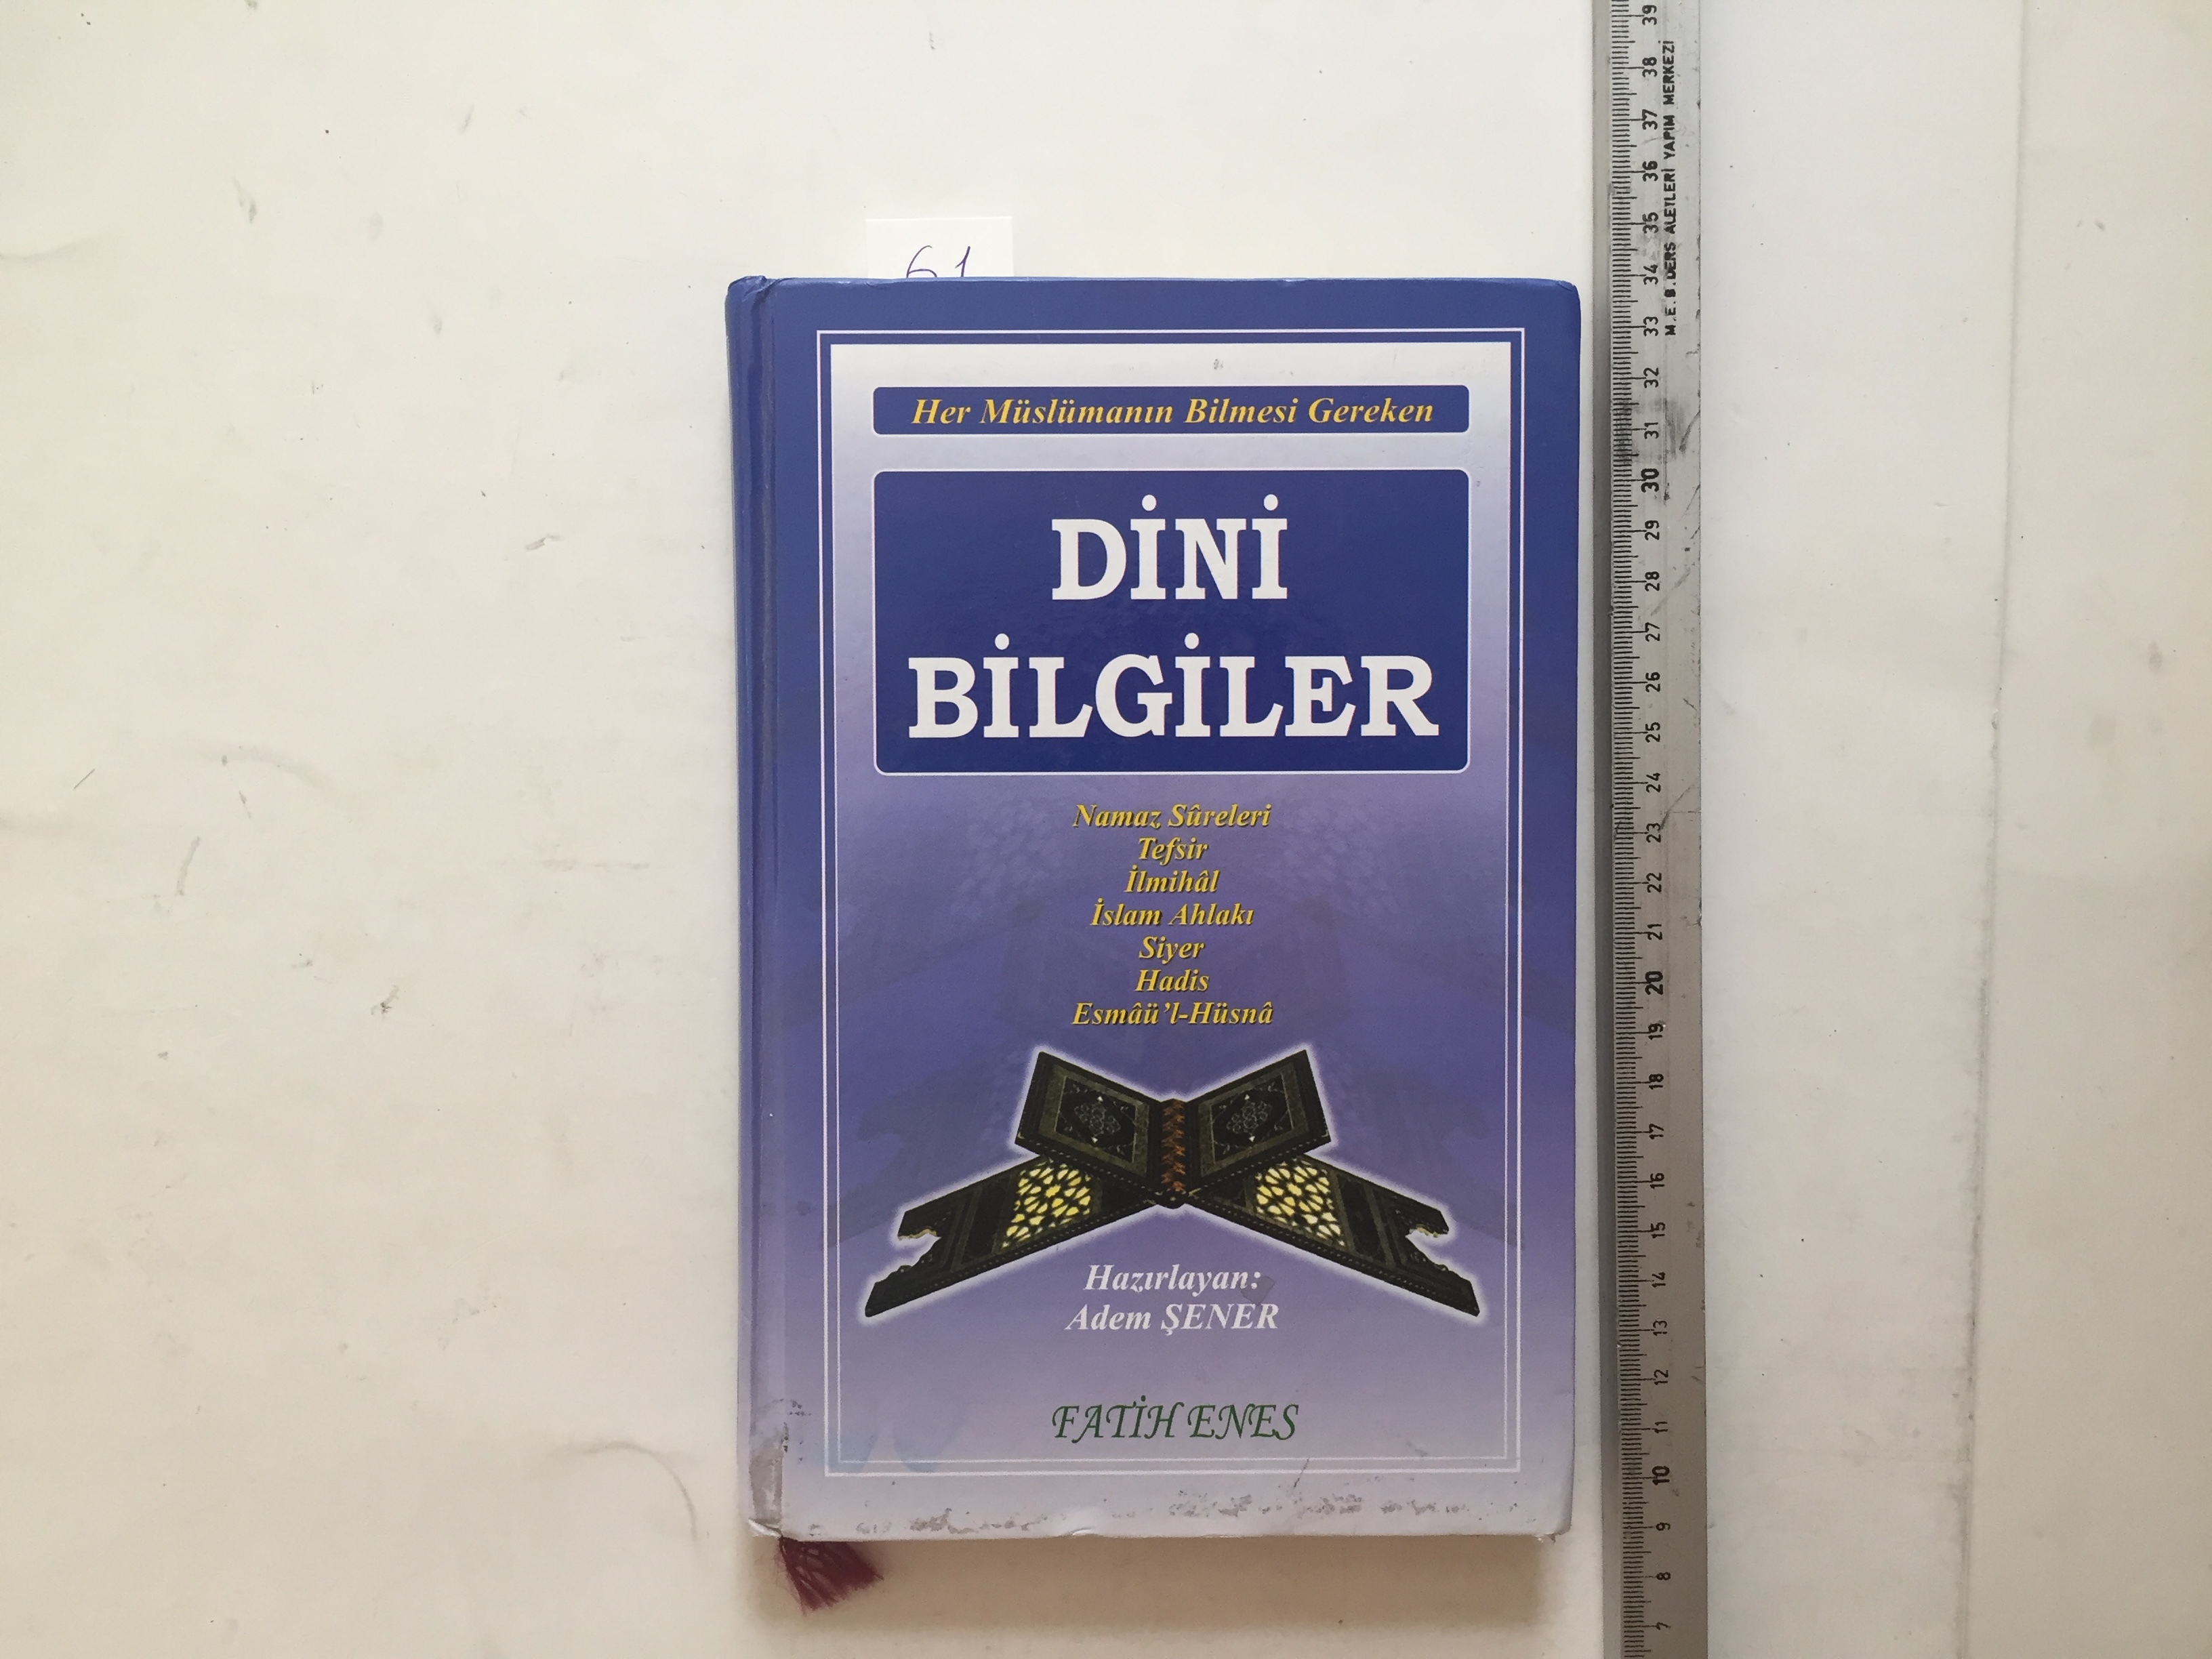 61
Her Müslümanın Bilmesi Gereken
DİNİ
BİLGİLER
Namaz Sûreleri
Tefsir
İlmihâl
İslam Ahlakı
Siyer
Hadis
Esmâü'l-Hüsnâ
Hazırlayan:
Adem ŞENER
FATİH ENES
39
38
37
36
35
34
33
32
31
30
29
28
27
26
25
24
23
22
21
20
19
18
17
16
15
14
13
12
11
10
9
8
7
M.E.B. DERS ALETLERİ YAPIM MERKEZİ